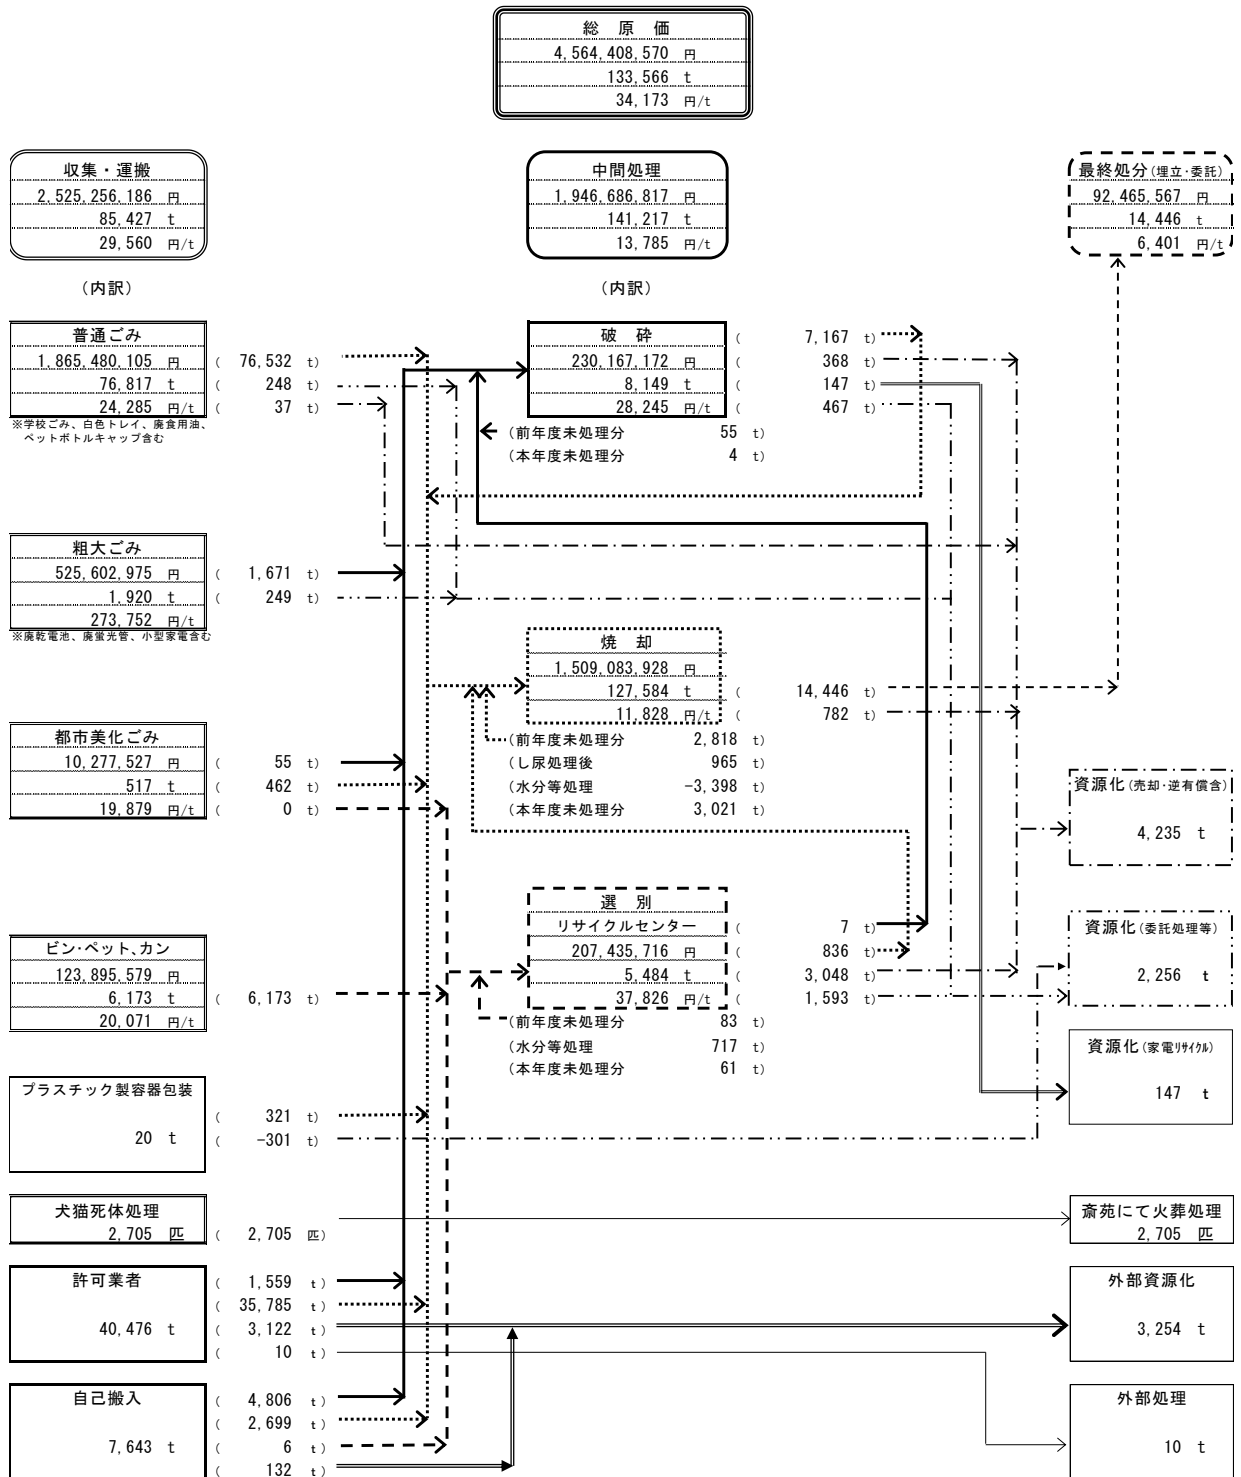 総 原 価
4,564,408,570 円
133,566 t
34,173 円/t
収集・運搬
2,525,256,186 円
85,427 t
29,560 円/t
中間処理
1,946,686,817 円
141,217 t
13,785 円/t
最終処分(埋立・委託)
92,465,567 円
14,446 t
6,401 円/t
(内訳)
(内訳)
普通ごみ
1,865,480,105 円
76,817 t
24,285 円/t
( 76,532 t)
( 248 t)
( 37 t)
※学校ごみ、白色トレイ、廃食用油、
ペットボトルキャップ含む
破 砕
230,167,172 円
8,149 t
28,245 円/t
( 7,167 t)
( 368 t)
( 147 t)
( 467 t)
(前年度未処理分 55 t)
(本年度未処理分 4 t)
粗大ごみ
525,602,975 円
1,920 t
273,752 円/t
( 1,671 t)
( 249 t)
※廃乾電池、廃蛍光管、小型家電含む
焼 却
1,509,083,928 円
127,584 t
11,828 円/t
( 14,446 t)
( 782 t)
(前年度未処理分 2,818 t)
(し尿処理後 965 t)
(水分等処理 -3,398 t)
(本年度未処理分 3,021 t)
都市美化ごみ
10,277,527 円
517 t
19,879 円/t
( 55 t)
( 462 t)
( 0 t)
資源化(売却・逆有償含)
4,235 t
選 別
リサイクルセンター
207,435,716 円
5,484 t
37,826 円/t
( 7 t)
( 836 t)
( 3,048 t)
( 1,593 t)
(前年度未処理分 83 t)
(水分等処理 717 t)
(本年度未処理分 61 t)
資源化(委託処理等)
2,256 t
ビン・ペット、カン
123,895,579 円
6,173 t
20,071 円/t
( 6,173 t)
資源化(家電リサイクル)
147 t
プラスチック製容器包装
20 t
( 321 t)
( -301 t)
犬猫死体処理
2,705 匹
( 2,705 匹)
斎苑にて火葬処理
2,705 匹
許可業者
40,476 t
( 1,559 t)
( 35,785 t)
( 3,122 t)
( 10 t)
外部資源化
3,254 t
自己搬入
7,643 t
( 4,806 t)
( 2,699 t)
( 6 t)
( 132 t)
外部処理
10 t